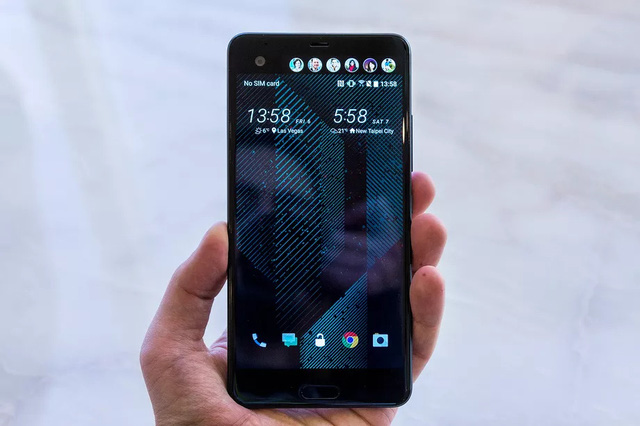 No SIM card 13:58
13:58 FRI 6 5:58 SAT 7
6° Las Vegas 21° New Taipei City